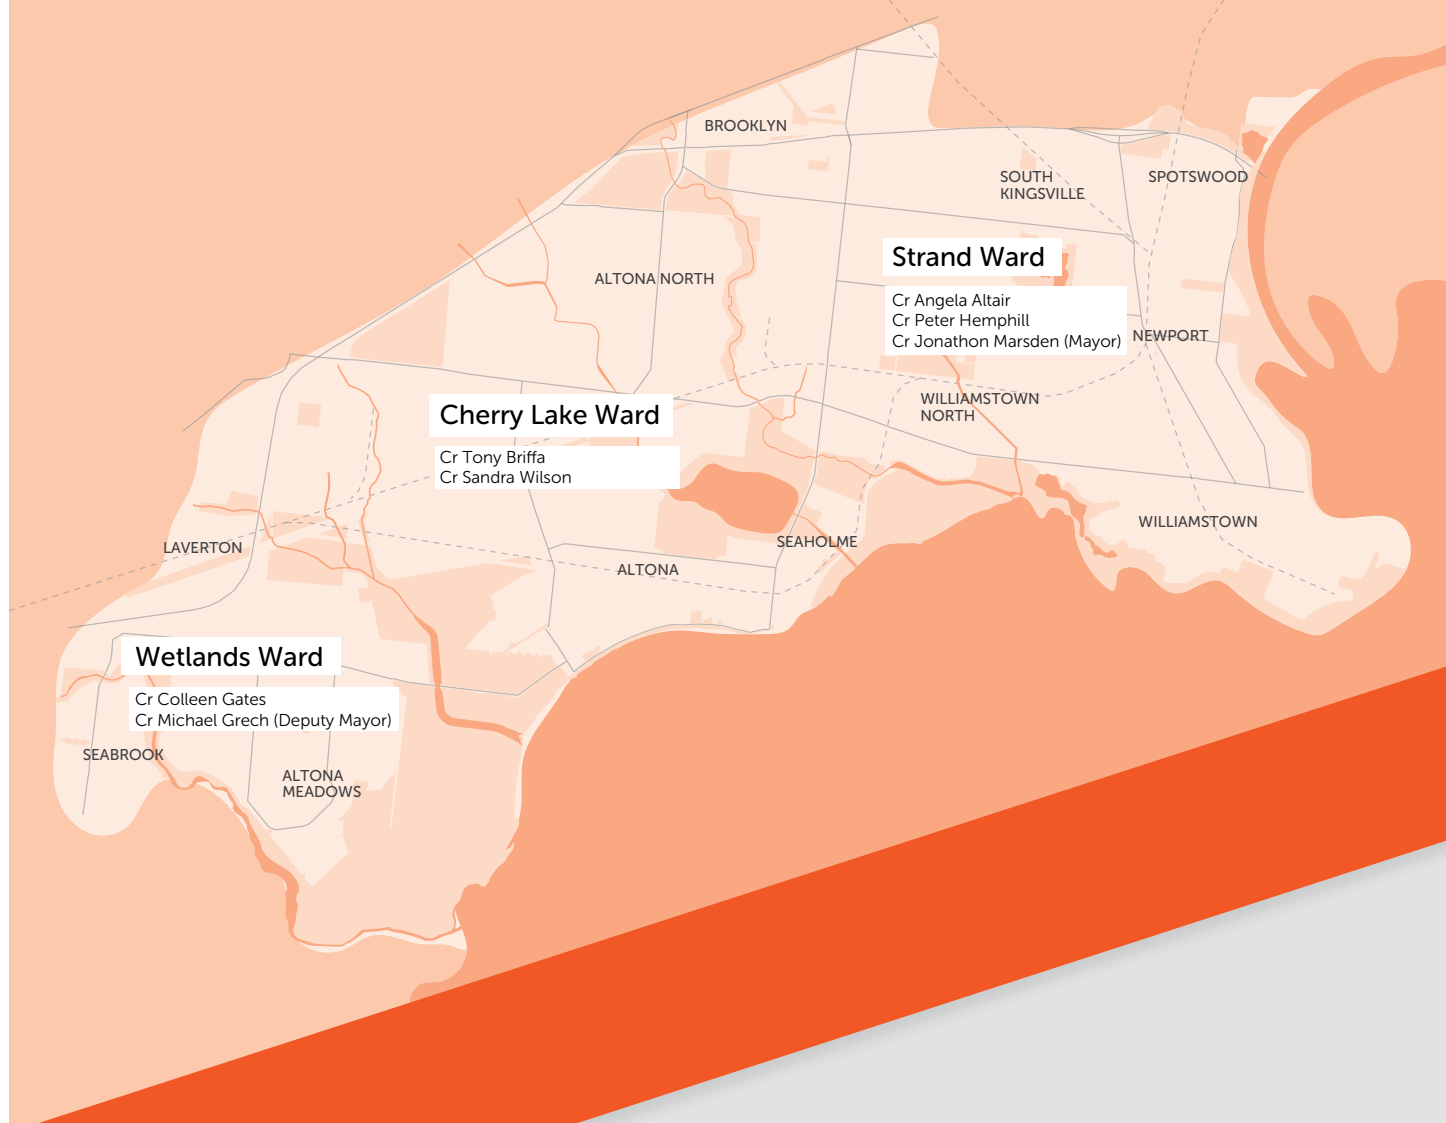 BROOKLYN
SOUTH
KINGSVILLE
SPOTSWOOD
Strand Ward
ALTONA NORTH
Cr Angela Altair
Cr Peter Hemphill
Cr Jonathon Marsden (Mayor)
NEWPORT
WILLIAMSTOWN
NORTH
Cherry Lake Ward
Cr Tony Briffa
Cr Sandra Wilson
WILLIAMSTOWN
SEAHOLME
LAVERTON
ALTONA
Wetlands Ward
Cr Colleen Gates
Cr Michael Grech (Deputy Mayor)
SEABROOK
ALTONA
MEADOWS